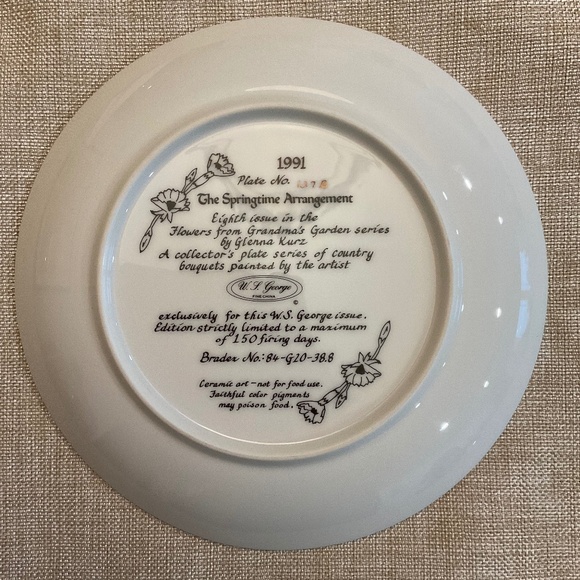 1991
Plate No.
The Springtime Arrangement
Eighth issue in the
Flowers from Grandma's Garden series
by Glenna Kurz
A collector's plate series of country
bouquets painted by the artist
W. S. George
FINE CHINA
©
exclusively for this W.S. George issue.
Edition strictly limited to a maximum
of 150 firing days.
Bradex No.: 84-G20-38.8
Ceramic art - not for food use.
Faithful color pigments
may poison food.